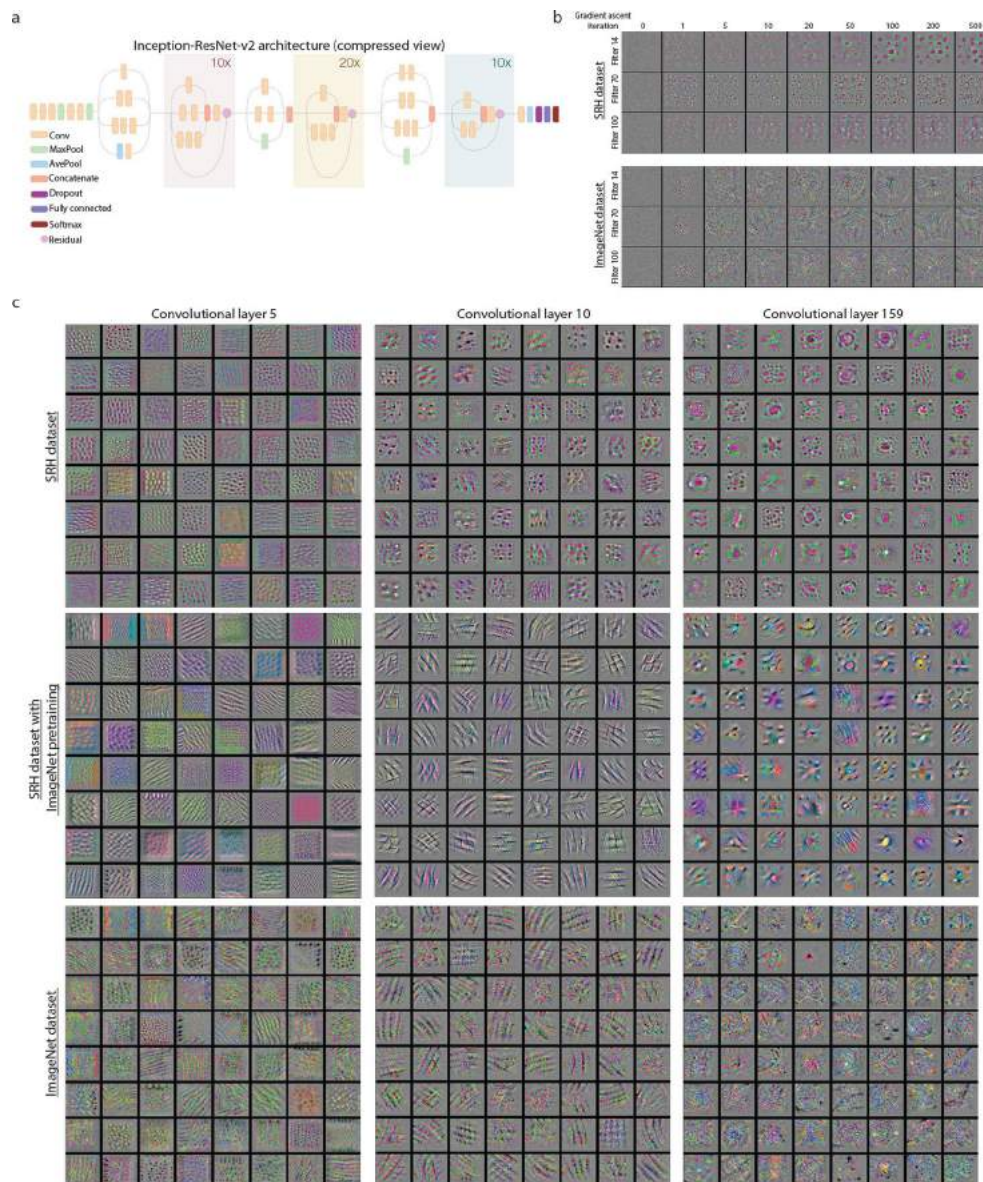 a
Inception-ResNet-v2 architecture (compressed view)
10x
20x
10x
Conv
MaxPool
AvePool
Concatenate
Dropout
Fully connected
Softmax
Residual
b
Gradient ascent
iteration
0
1
5
10
20
50
100
200
500
SRH dataset
Filter 14
Filter 70
Filter 100
ImageNet dataset
Filter 14
Filter 70
Filter 100
c
Convolutional layer 5
Convolutional layer 10
Convolutional layer 159
SRH dataset
SRH dataset with
ImageNet pretraining
ImageNet dataset